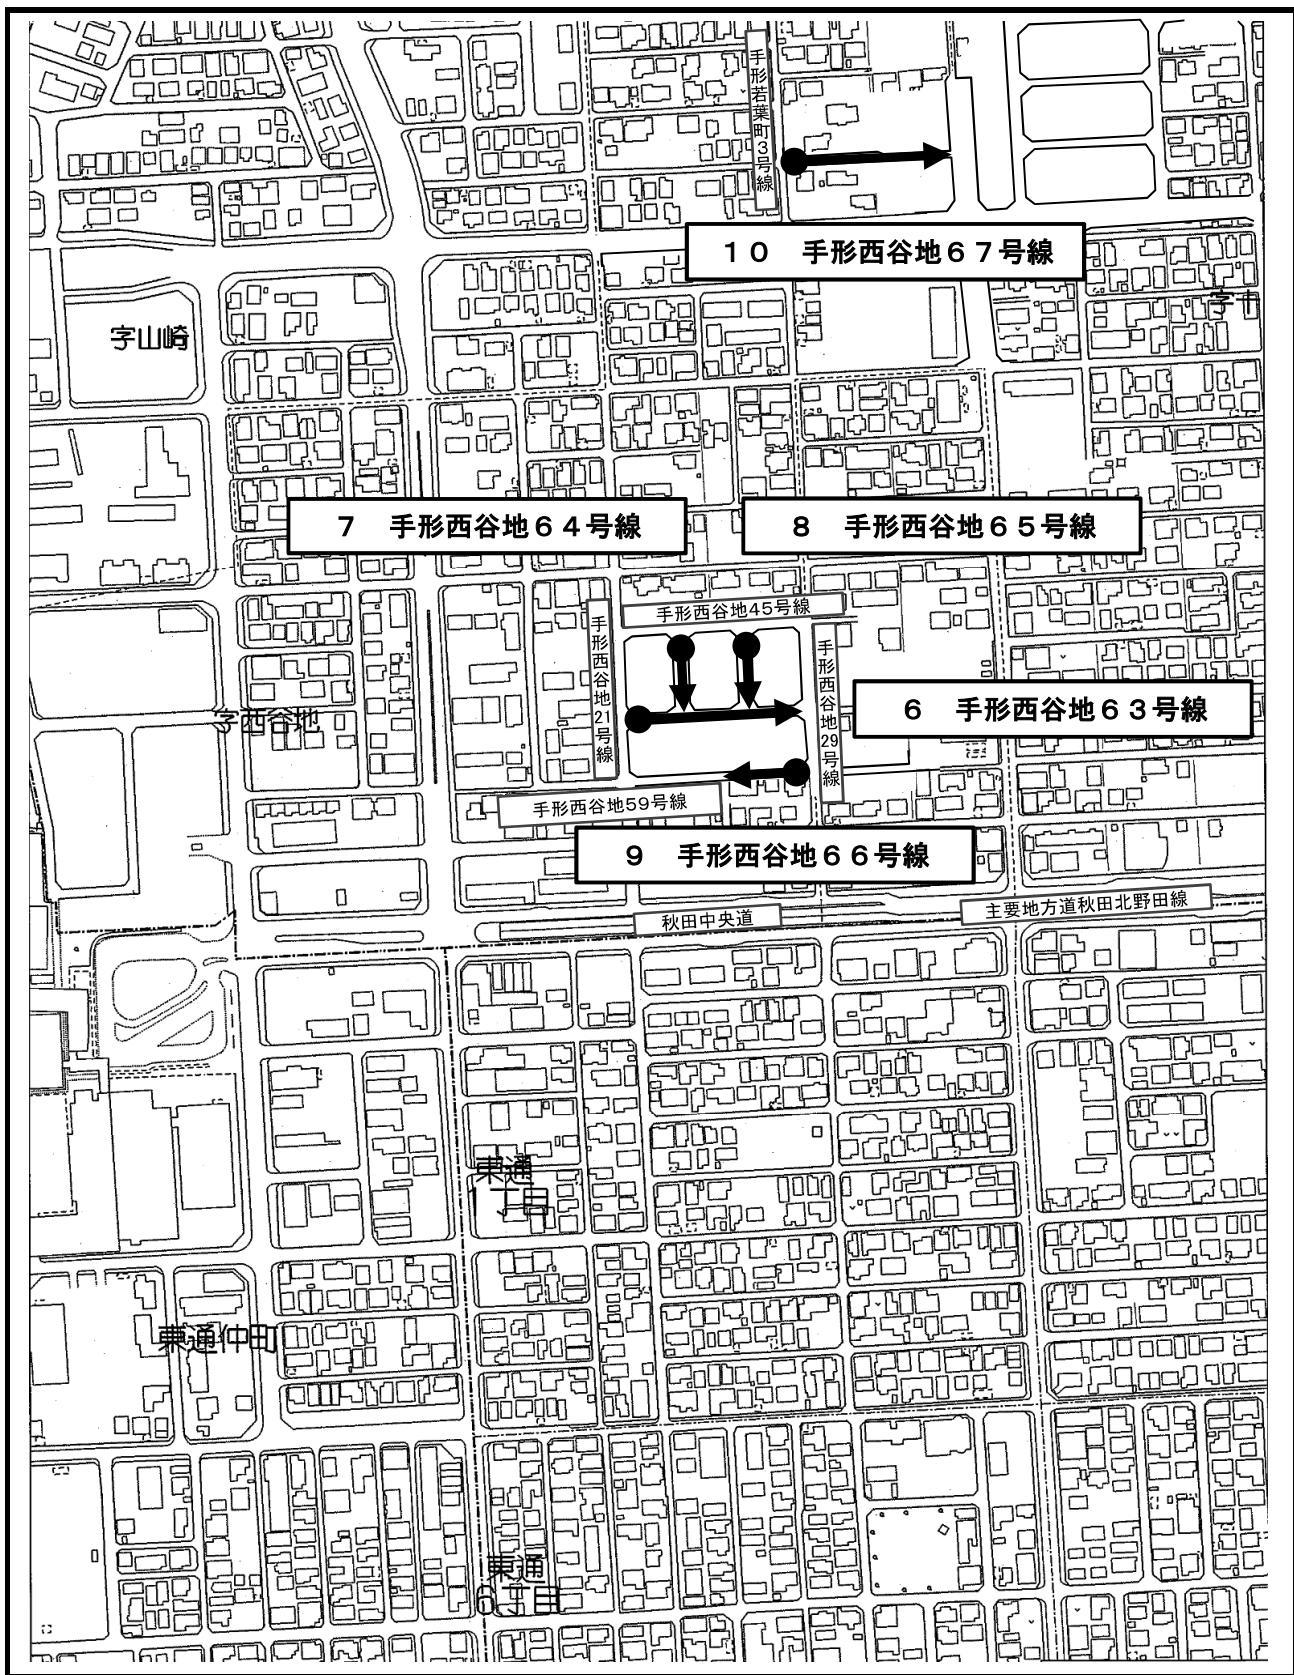 手形若葉町3号線
10 手形西谷地67号線
字山崎
字十
7 手形西谷地64号線
8 手形西谷地65号線
手形西谷地45号線
手形西谷地21号線
手形西谷地29号線
6 手形西谷地63号線
字西谷地
手形西谷地59号線
9 手形西谷地66号線
秋田中央道
主要地方道秋田北野田線
東通
1丁目
東通仲町
東通
6丁目